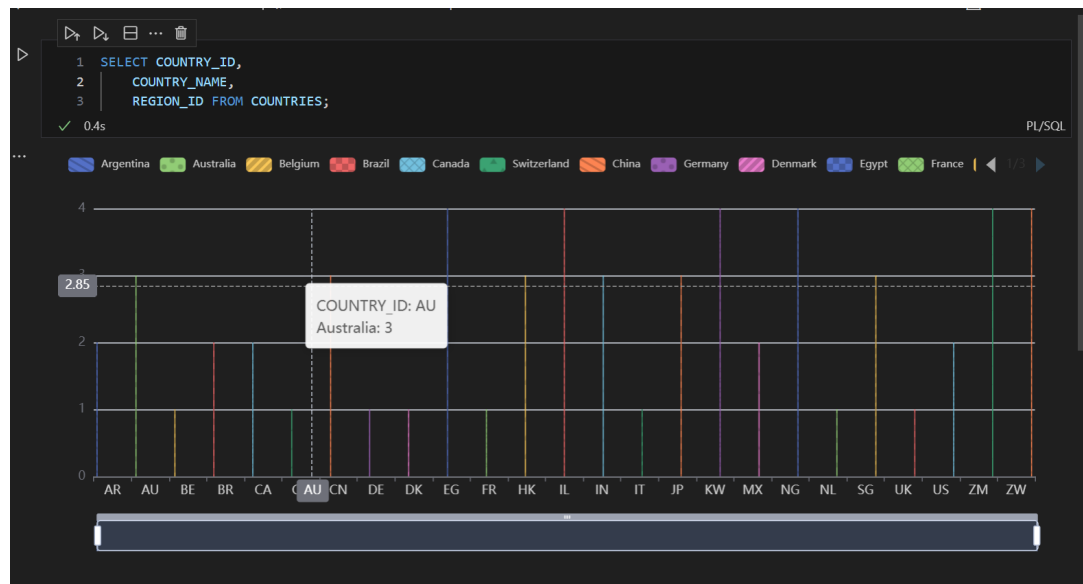 1 SELECT COUNTRY_ID,
2 COUNTRY_NAME,
3 REGION_ID FROM COUNTRIES;
0.4s PL/SQL
Argentina Australia Belgium Brazil Canada Switzerland China Germany Denmark Egypt France 1/3
4
3
2.85
COUNTRY_ID: AU
Australia: 3
2
1
0
AR AU BE BR CA C AU CN DE DK EG FR HK IL IN IT JP KW MX NG NL SG UK US ZM ZW